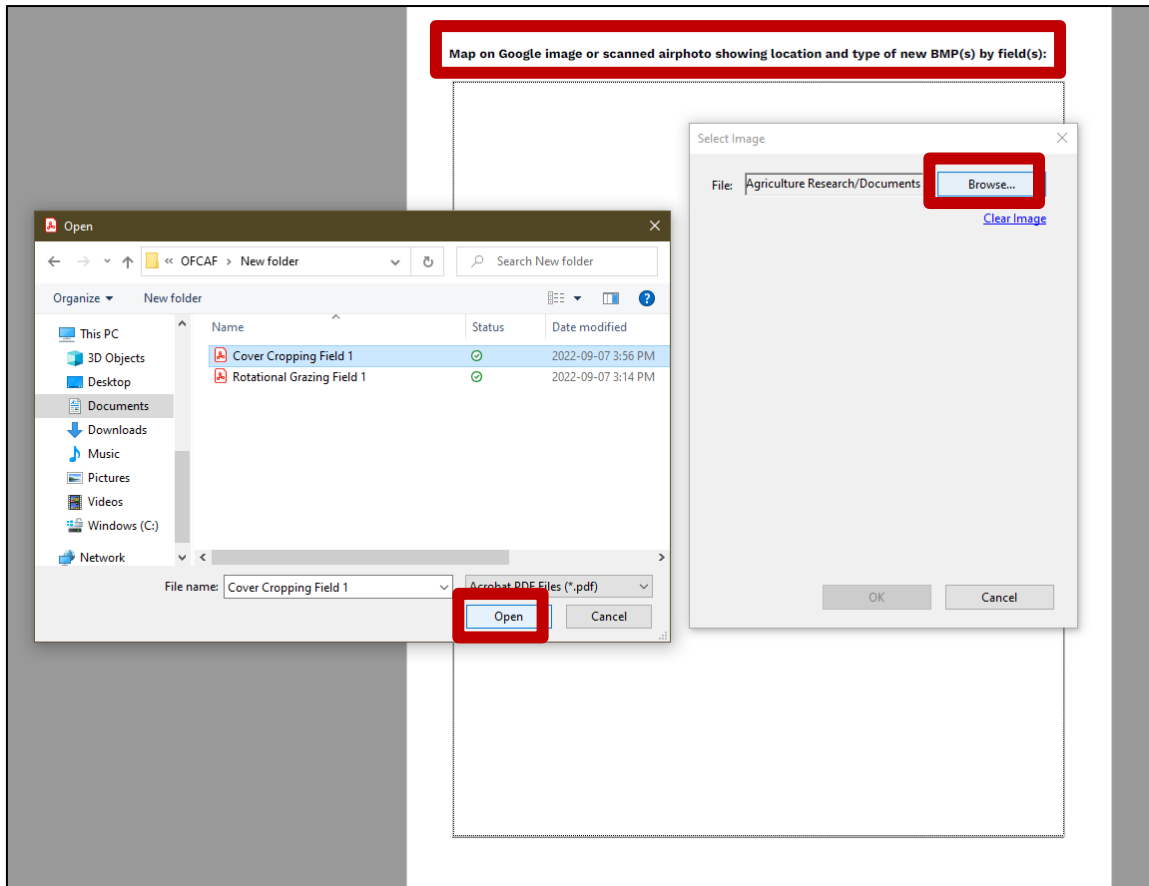 Map on Google image or scanned airphoto showing location and type of new BMP(s) by field(s):
Select Image
File: Agriculture Research/Documents Browse...
Clear Image
Open
« OFCAF › New folder
Search New folder
Organize New folder
Name Status Date modified
This PC
3D Objects
Desktop
Documents
Downloads
Music
Pictures
Videos
Windows (C:)
Network
Cover Cropping Field 1 2022-09-07 3:56 PM
Rotational Grazing Field 1 2022-09-07 3:14 PM
File name: Cover Cropping Field 1 Acrobat PDF Files (*.pdf)
Open Cancel
OK Cancel